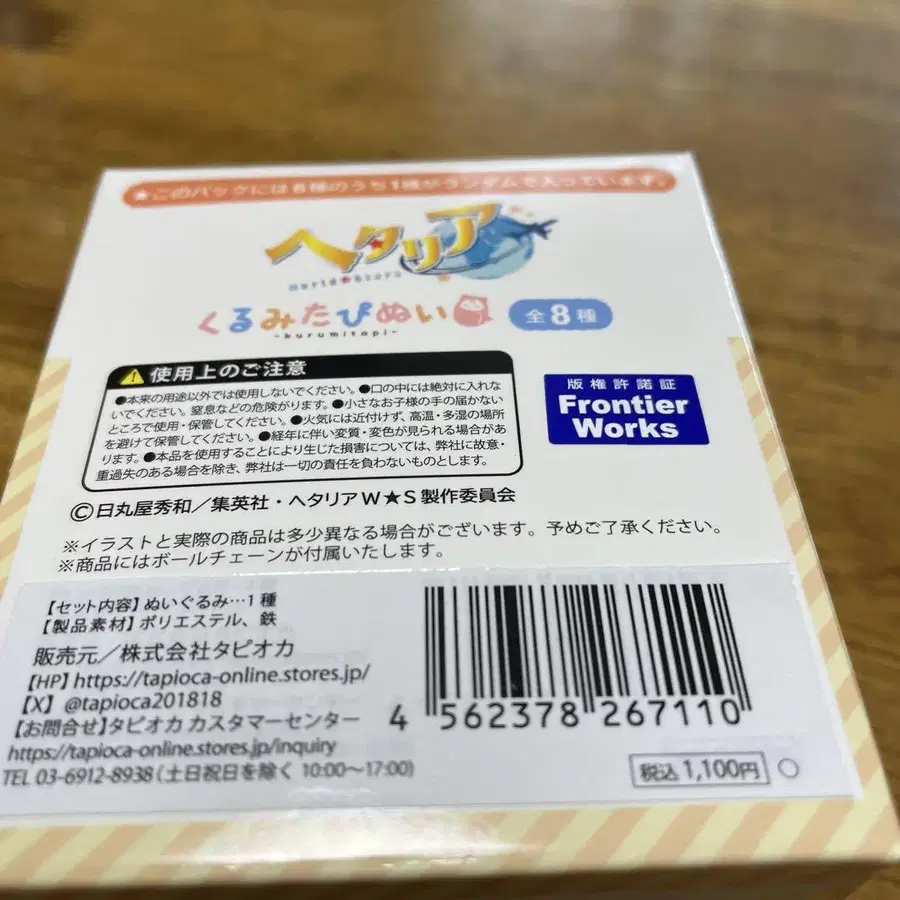 ★このパックには8種のうち1種がランダムで入っています。
ヘタリア
World★Stars
くるみたぴぬい
~kurumitapi~
全8種
使用上のご注意
●本来の用途以外では使用しないでください。●口の中には絶対に入れな
いでください。窒息などの危険がります。●小さなお子様の手の届かない
ところで使用・保管してください。●火気には近付けず、高温・多湿の場所
を避けて保管してください。●経年に伴い変質・変色が見られる場合があ
ります。●本品を使用することにより生じた損害については、弊社に故意・
重過失のある場合を除き、弊社は一切の責任を負わないものとします。
版権許諾証
Frontier
Works
©日丸屋秀和／集英社・ヘタリアW★S製作委員会
※イラストと実際の商品は多少異なる場合がございます。予めご了承ください。
※商品にはボールチェーンが付属いたします。
【セット内容】ぬいぐるみ…1種
【製品素材】ポリエステル、鉄
販売元／株式会社タピオカ
【HP】https://tapioca-online.stores.jp/
【X】 @tapioca201818
【お問合せ】タピオカ カスタマーセンター
https://tapioca-online.stores.jp/inquiry
TEL 03-6912-8938（土日祝日を除く 10:00～17:00）
4 562378 267110
税込 1,100円